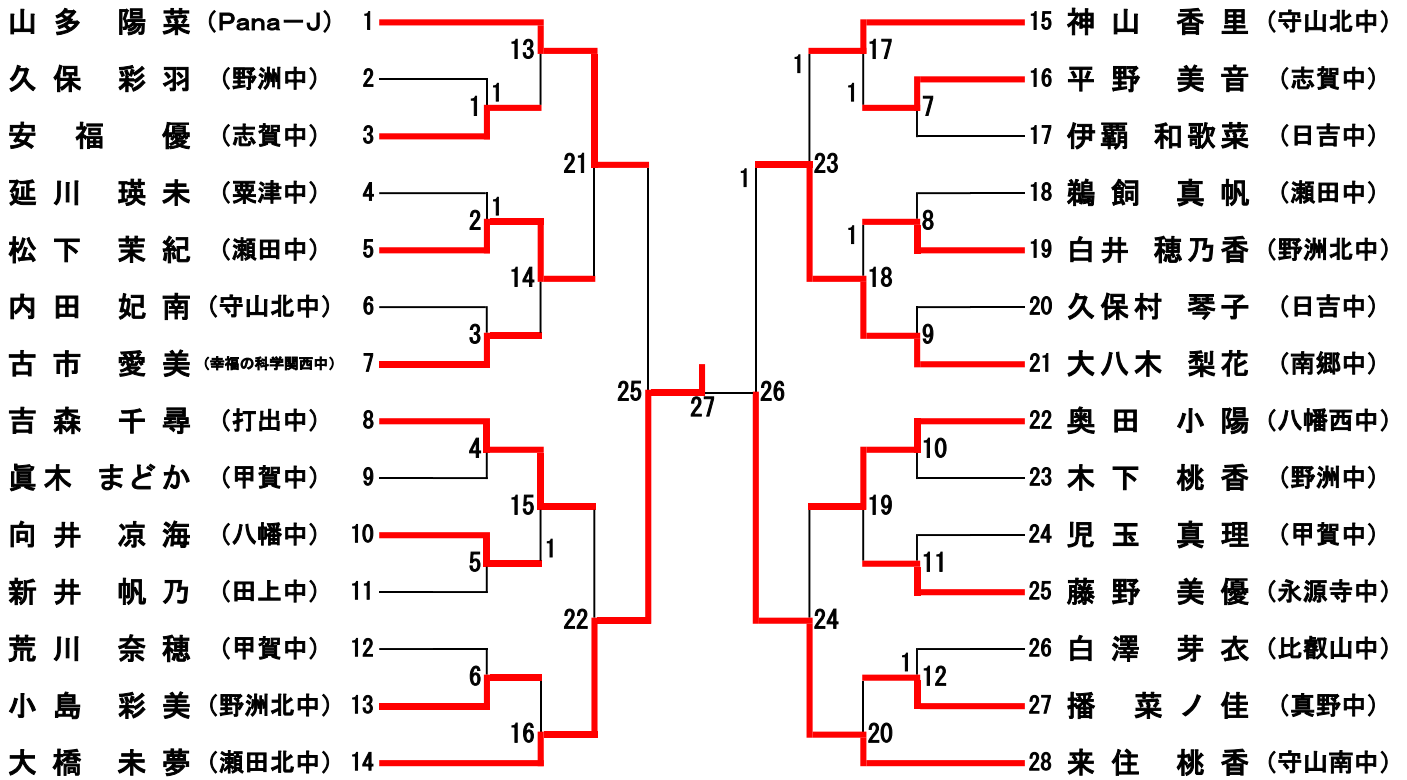 山多 陽菜 (Pana-J) 1
久保 彩羽 (野洲中) 2
安福 優 (志賀中) 3
延川 瑛未 (粟津中) 4
松下 茉紀 (瀬田中) 5
内田 妃南 (守山北中) 6
古市 愛美 (幸福の科学関西中) 7
吉森 千尋 (打出中) 8
眞木 まどか (甲賀中) 9
向井 凉海 (八幡中) 10
新井 帆乃 (田上中) 11
荒川 奈穂 (甲賀中) 12
小島 彩美 (野洲北中) 13
大橋 未夢 (瀬田北中) 14
13
1
1
21
1
2
14
3
25
4
15
1
5
22
6
16
27
17
1
1
7
23
1
8
1
18
9
26
10
19
11
24
1
12
20
15 神山 香里 (守山北中)
16 平野 美音 (志賀中)
17 伊覇 和歌菜 (日吉中)
18 鵜飼 真帆 (瀬田中)
19 白井 穂乃香 (野洲北中)
20 久保村 琴子 (日吉中)
21 大八木 梨花 (南郷中)
22 奥田 小陽 (八幡西中)
23 木下 桃香 (野洲中)
24 児玉 真理 (甲賀中)
25 藤野 美優 (永源寺中)
26 白澤 芽衣 (比叡山中)
27 播 菜ノ佳 (真野中)
28 来住 桃香 (守山南中)